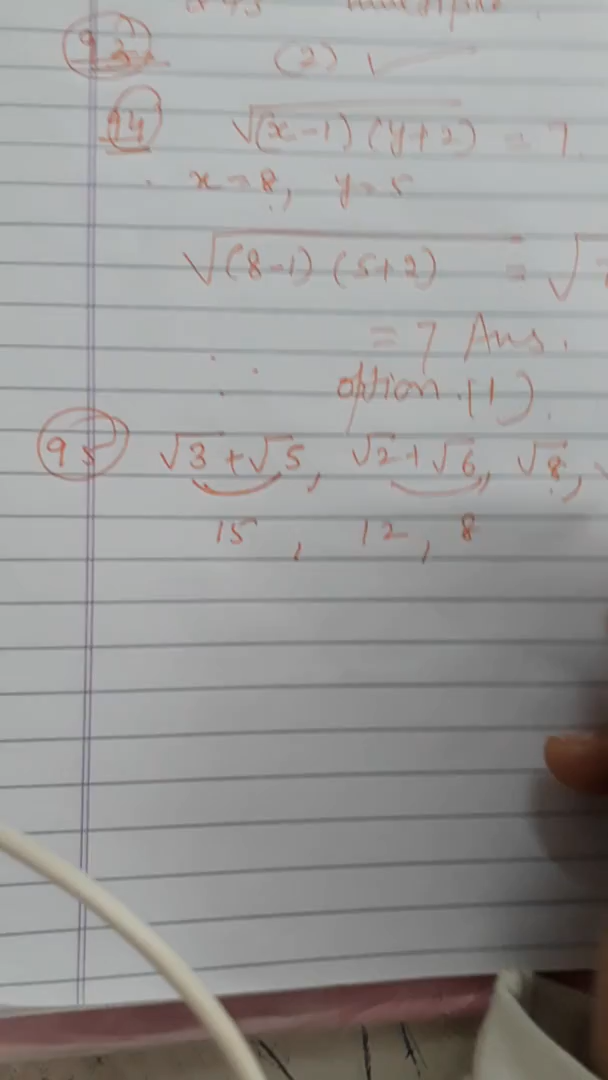 93 (2) ✓
94 √(x-1)(y+2) = 7
x=8, y=5
√(8-1)(5+2) = √
= 7 Ans.
∵ option (1).
95 √3+√5, √2+√6, √8,
15, 12, 8